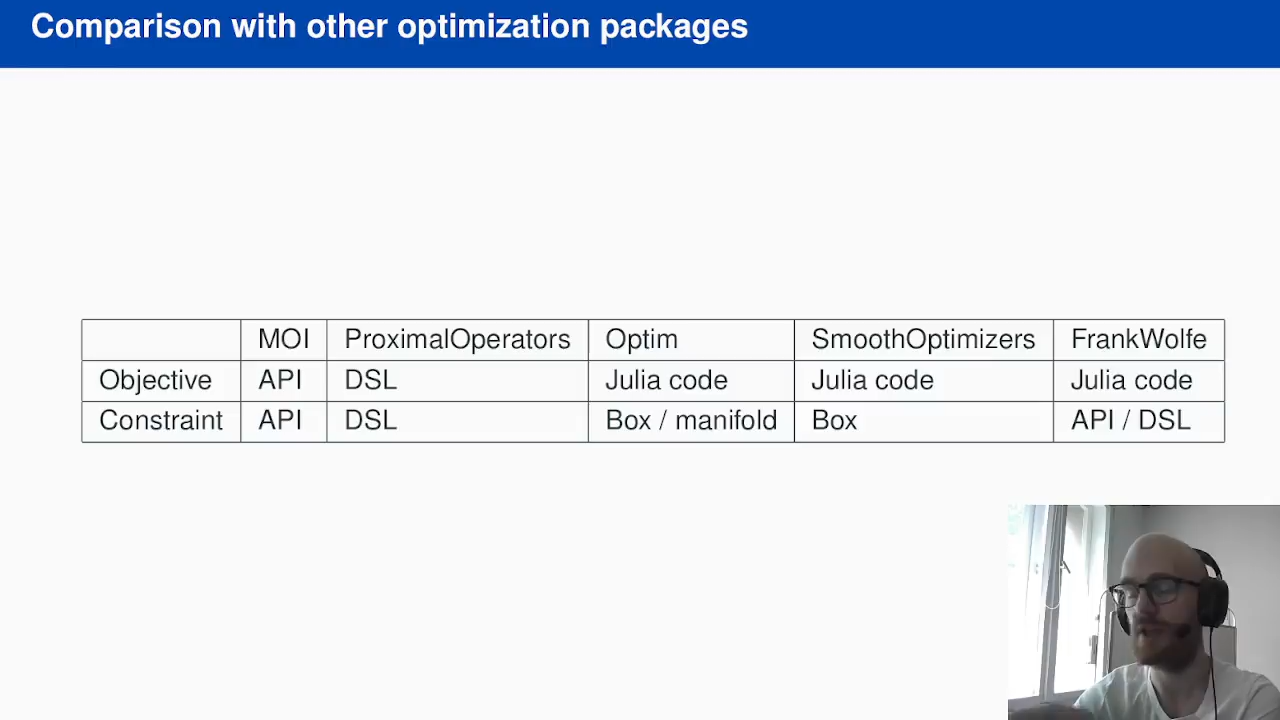 Comparison with other optimization packages
MOI ProximalOperators Optim SmoothOptimizers FrankWolfe
Objective API DSL Julia code Julia code Julia code
Constraint API DSL Box / manifold Box API / DSL